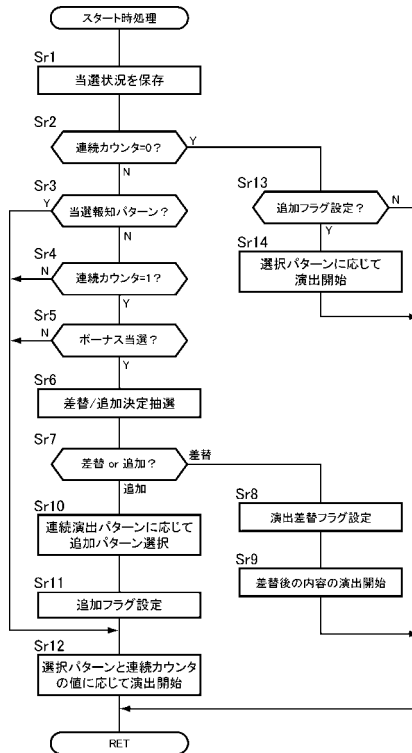 スタート時処理
Sr1
当選状況を保存
Sr2
連続カウンタ=0?
Y
N
Sr3
当選報知パターン?
Y
N
Sr13
追加フラグ設定?
N
Y
Sr14
選択パターンに応じて
演出開始
Sr4
連続カウンタ=1?
N
Y
Sr5
ボーナス当選?
N
Y
Sr6
差替/追加決定抽選
Sr7
差替 or 追加?
差替
追加
Sr8
演出差替フラグ設定
Sr9
差替後の内容の演出開始
Sr10
連続演出パターンに応じて
追加パターン選択
Sr11
追加フラグ設定
Sr12
選択パターンと連続カウンタ
の値に応じて演出開始
RET